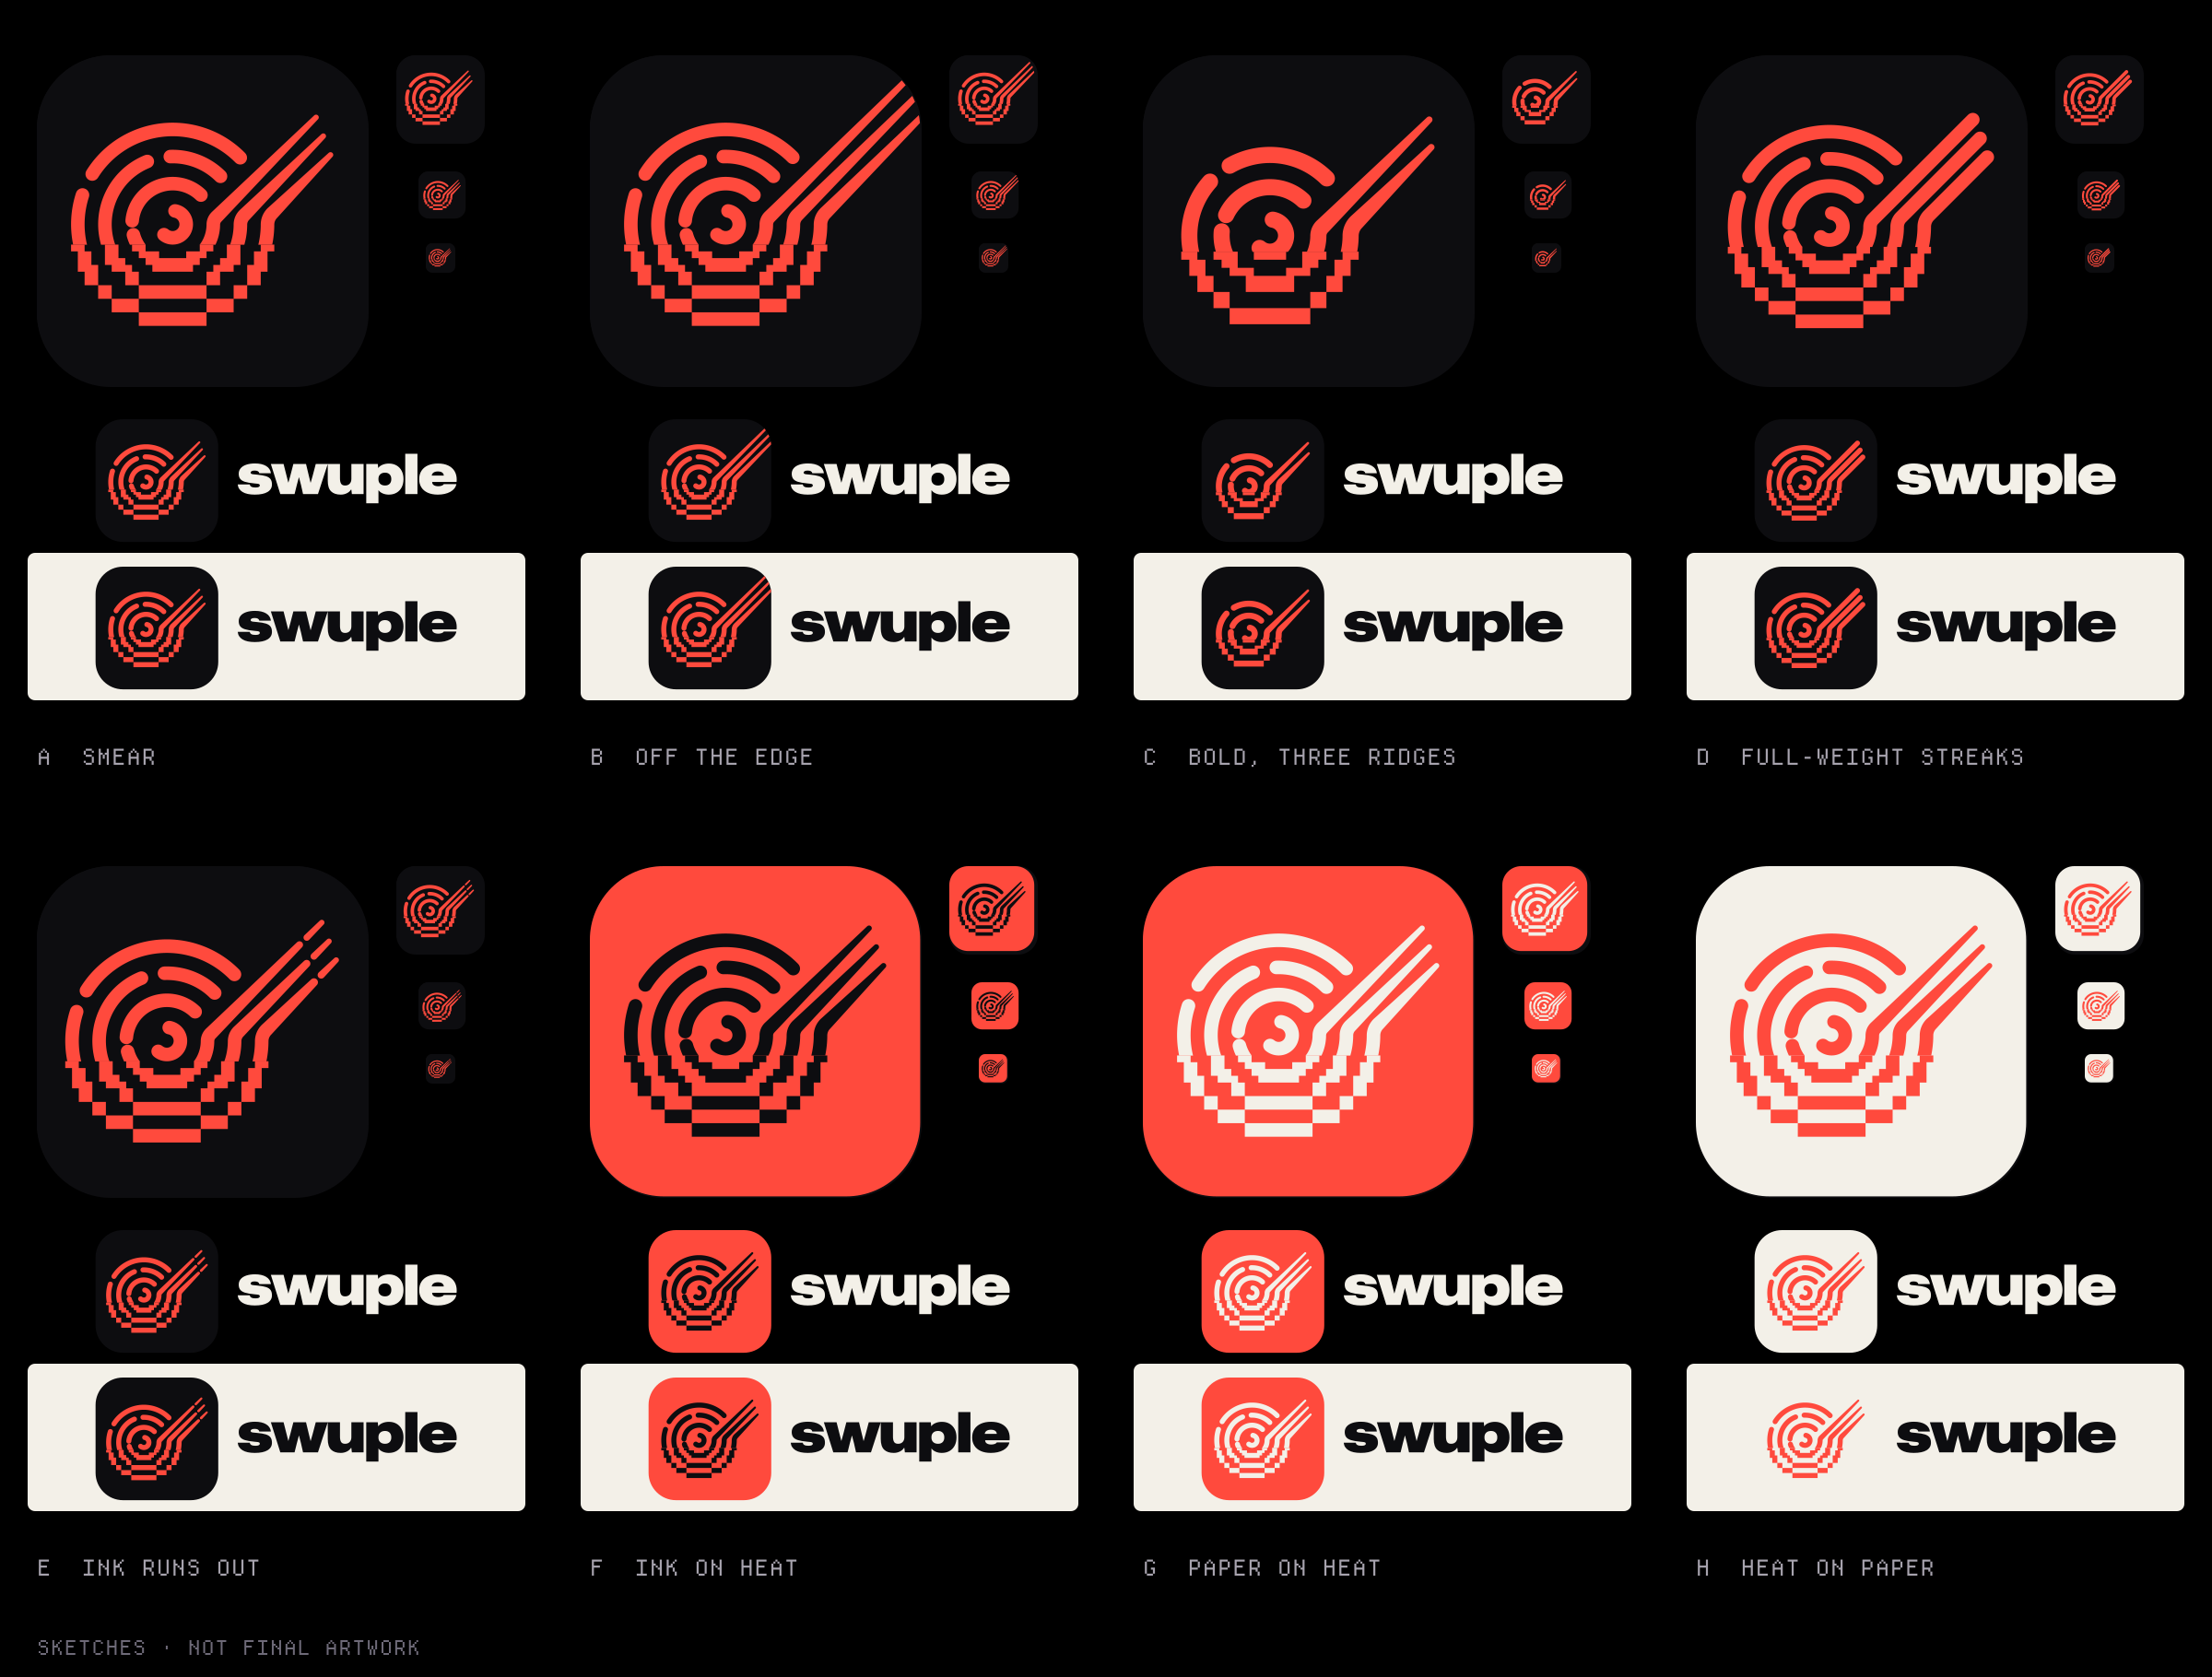 swuple
swuple
swuple
swuple
swuple
swuple
swuple
swuple
A SMEAR
B OFF THE EDGE
C BOLD, THREE RIDGES
D FULL-WEIGHT STREAKS
swuple
swuple
swuple
swuple
swuple
swuple
swuple
swuple
E INK RUNS OUT
F INK ON HEAT
G PAPER ON HEAT
H HEAT ON PAPER
SKETCHES · NOT FINAL ARTWORK